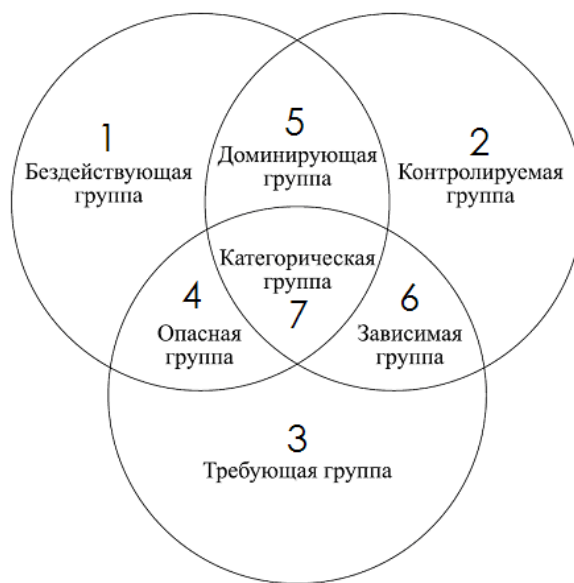 1
Бездействующая
группа
5
Доминирующая
группа
2
Контролируемая
группа
Категорическая
группа
7
4
Опасная
группа
6
Зависимая
группа
3
Требующая группа